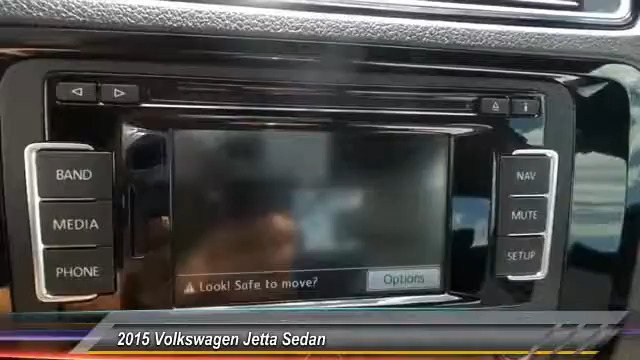 BAND
MEDIA
PHONE
NAV
MUTE
SETUP
Look! Safe to move?
Options
2015 Volkswagen Jetta Sedan